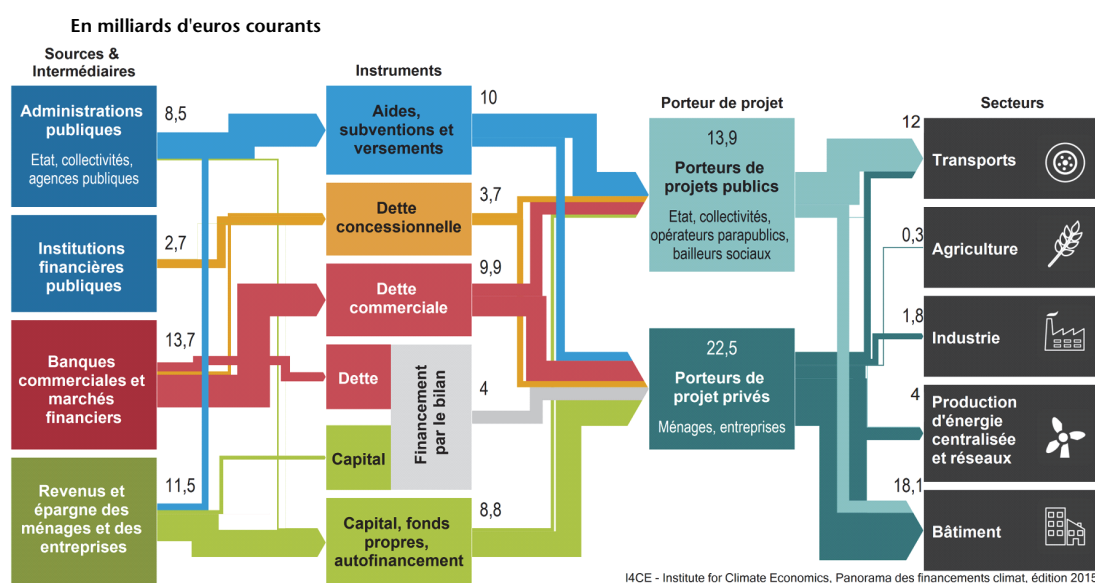 En milliards d'euros courants
Sources &
Intermédiaires
Administrations
publiques
Etat, collectivités,
agences publiques
8,5
Institutions
financières
publiques
2,7
Banques
commerciales et
marchés
financiers
13,7
Revenus et
épargne des
ménages et des
entreprises
11,5
Instruments
Aides,
subventions et
versements
10
Dette
concessionnelle
3,7
Dette
commerciale
9,9
Dette
Capital
Financement
par le bilan
4
Capital, fonds
propres,
autofinancement
8,8
Porteur de projet
13,9
Porteurs de
projets publics
Etat, collectivités,
opérateurs parapublics,
bailleurs sociaux
22,5
Porteurs de
projet privés
Ménages, entreprises
Secteurs
12
Transports
0,3
Agriculture
1,8
Industrie
4
Production
d'énergie
centralisée
et réseaux
18,1
Bâtiment
I4CE - Institute for Climate Economics, Panorama des financements climat, édition 2015